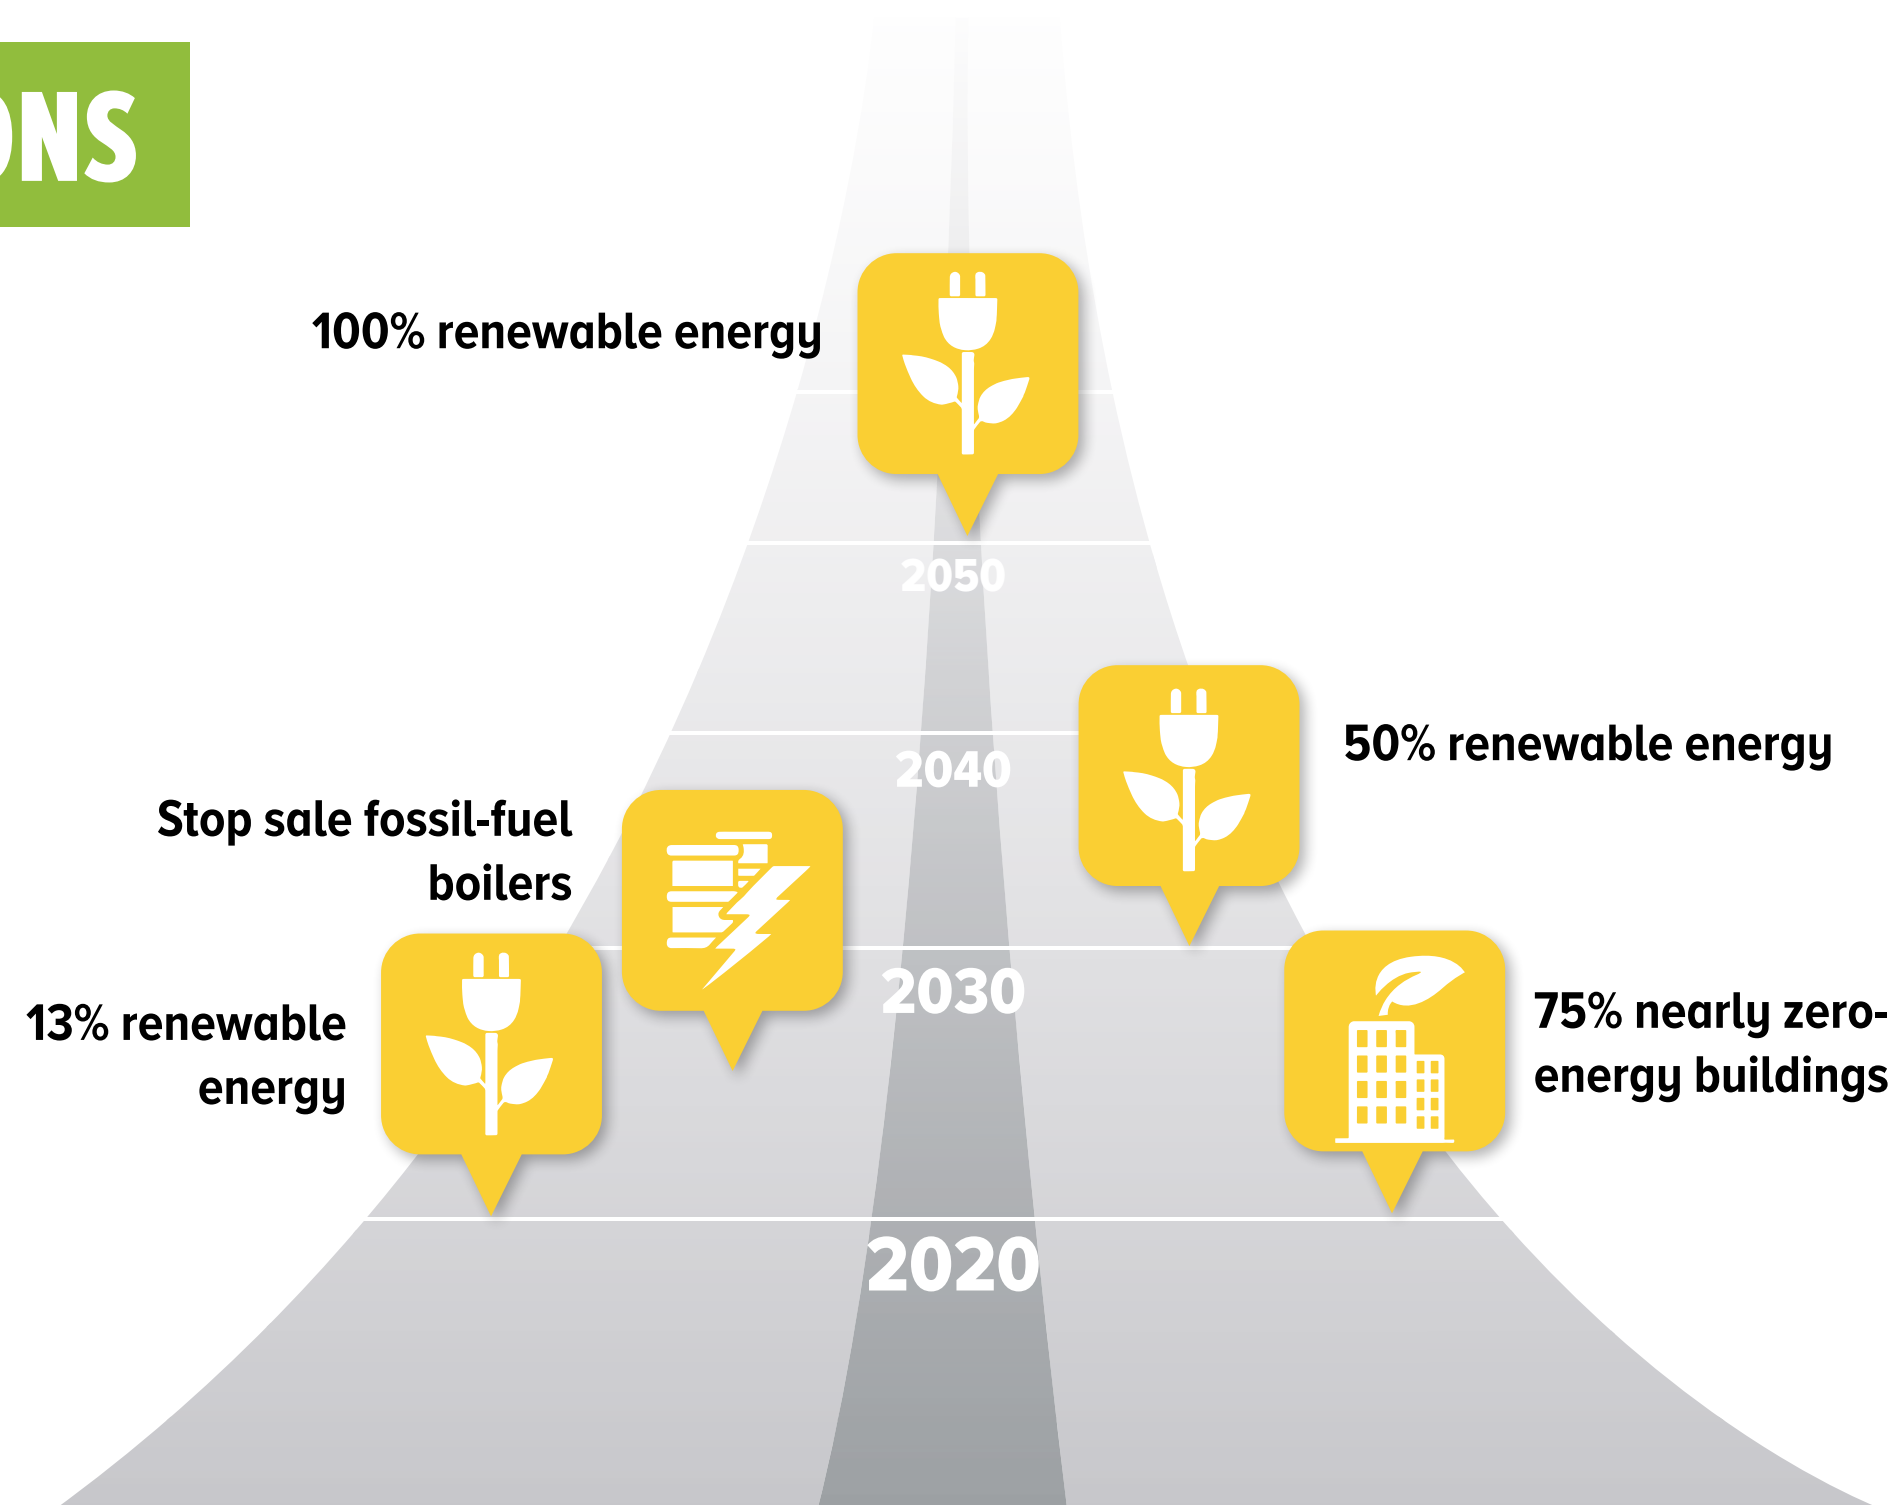 ONS
100% renewable energy
2050
50% renewable energy
2040
Stop sale fossil-fuel
boilers
2030
13% renewable
energy
75% nearly zero-
energy buildings
2020